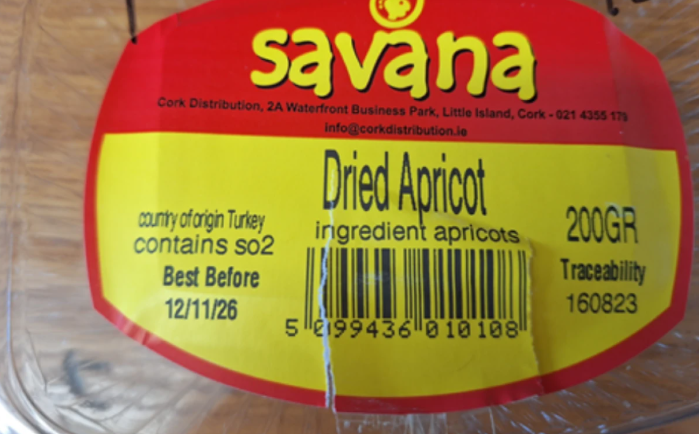 savana
Cork Distribution, 2A Waterfront Business Park, Little Island, Cork - 021 4355 179
info@corkdistribution.ie
Dried Apricot
ingredient apricots
country of origin Turkey
contains so2
Best Before
12/11/26
200GR
Traceability
160823
5 099436 010108